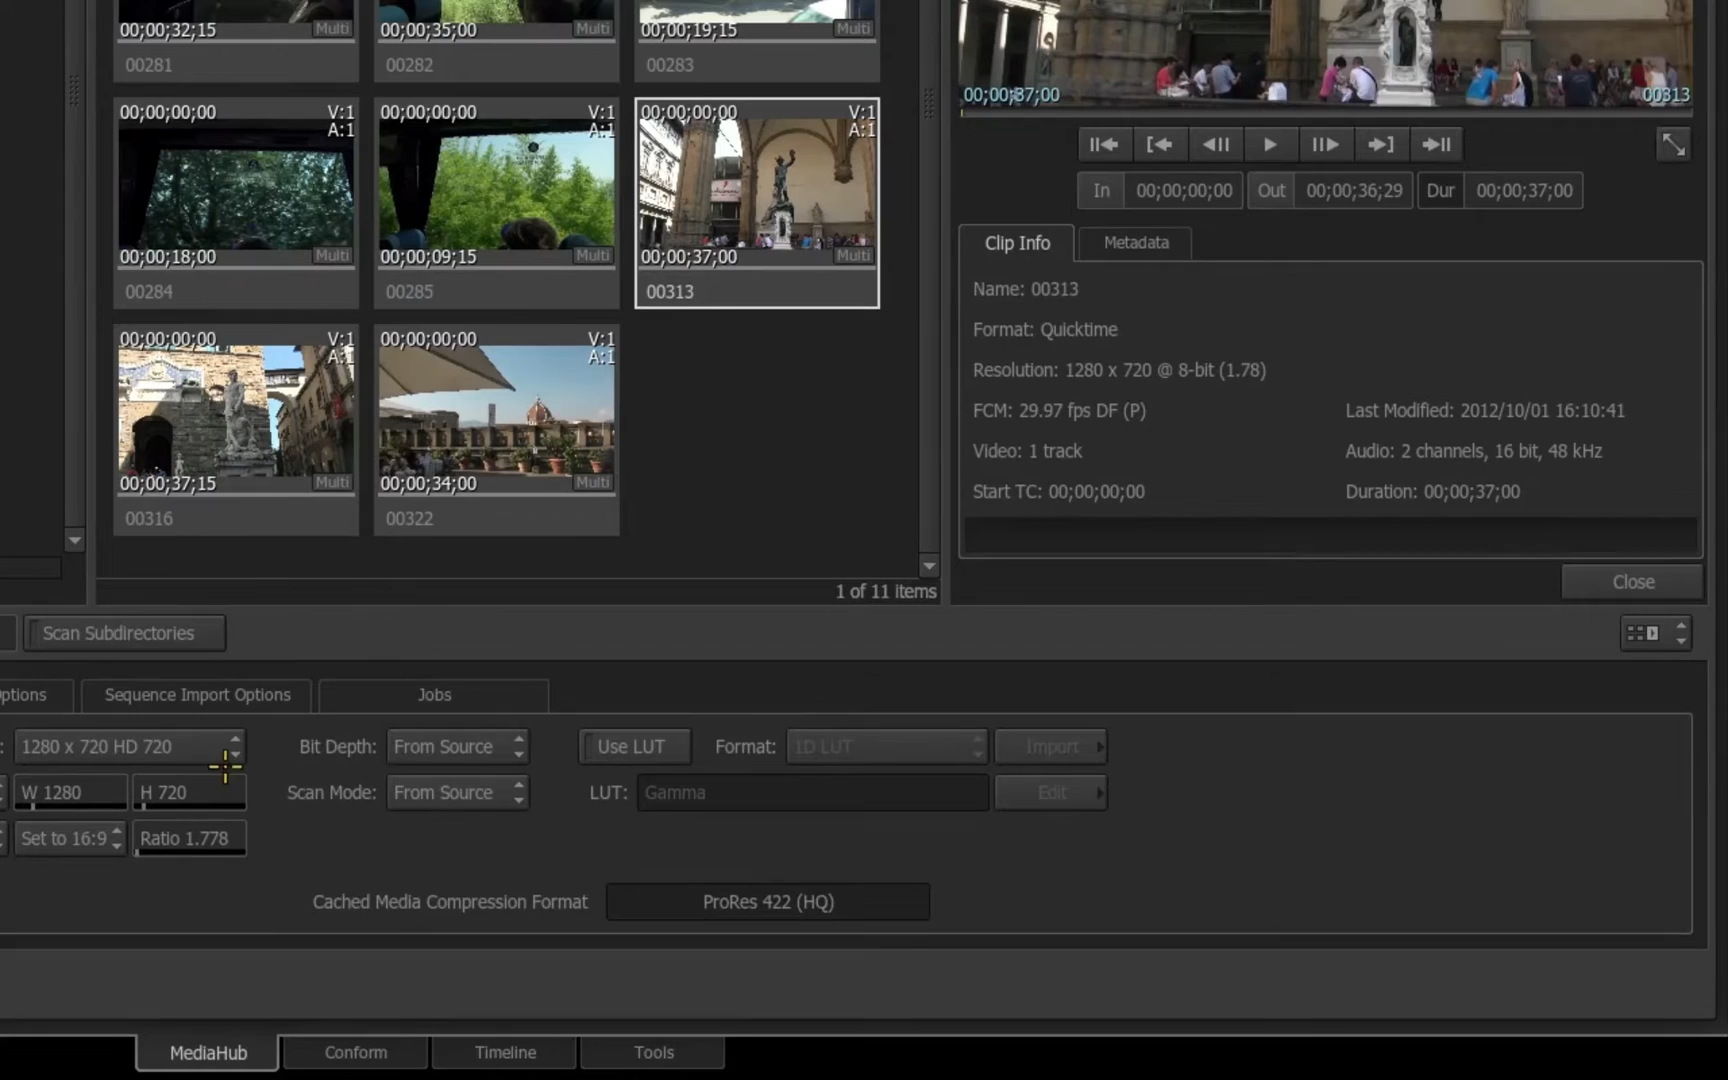 00;00;32;15 Multi
00281
00;00;35;00 Multi
00282
00;00;19;15 Multi
00283
00;00;00;00 V:1
A:1
00;00;18;00 Multi
00284
00;00;00;00 V:1
A:1
00;00;09;15 Multi
00285
00;00;00;00 V:1
A:1
00;00;37;00 Multi
00313
00;00;00;00 V:1
A:1
00;00;37;15 Multi
00316
00;00;00;00 V:1
A:1
00;00;34;00 Multi
00322
1 of 11 items
00;00;37;00 00313
In 00;00;00;00 Out 00;00;36;29 Dur 00;00;37;00
Clip Info Metadata
Name: 00313
Format: Quicktime
Resolution: 1280 x 720 @ 8-bit (1.78)
FCM: 29.97 fps DF (P) Last Modified: 2012/10/01 16:10:41
Video: 1 track Audio: 2 channels, 16 bit, 48 kHz
Start TC: 00;00;00;00 Duration: 00;00;37;00
Close
Scan Subdirectories
ptions Sequence Import Options Jobs
: 1280 x 720 HD 720 Bit Depth: From Source Use LUT Format: 1D LUT Import
W 1280 H 720 Scan Mode: From Source LUT: Gamma Edit
Set to 16:9 Ratio 1.778
Cached Media Compression Format ProRes 422 (HQ)
MediaHub Conform Timeline Tools